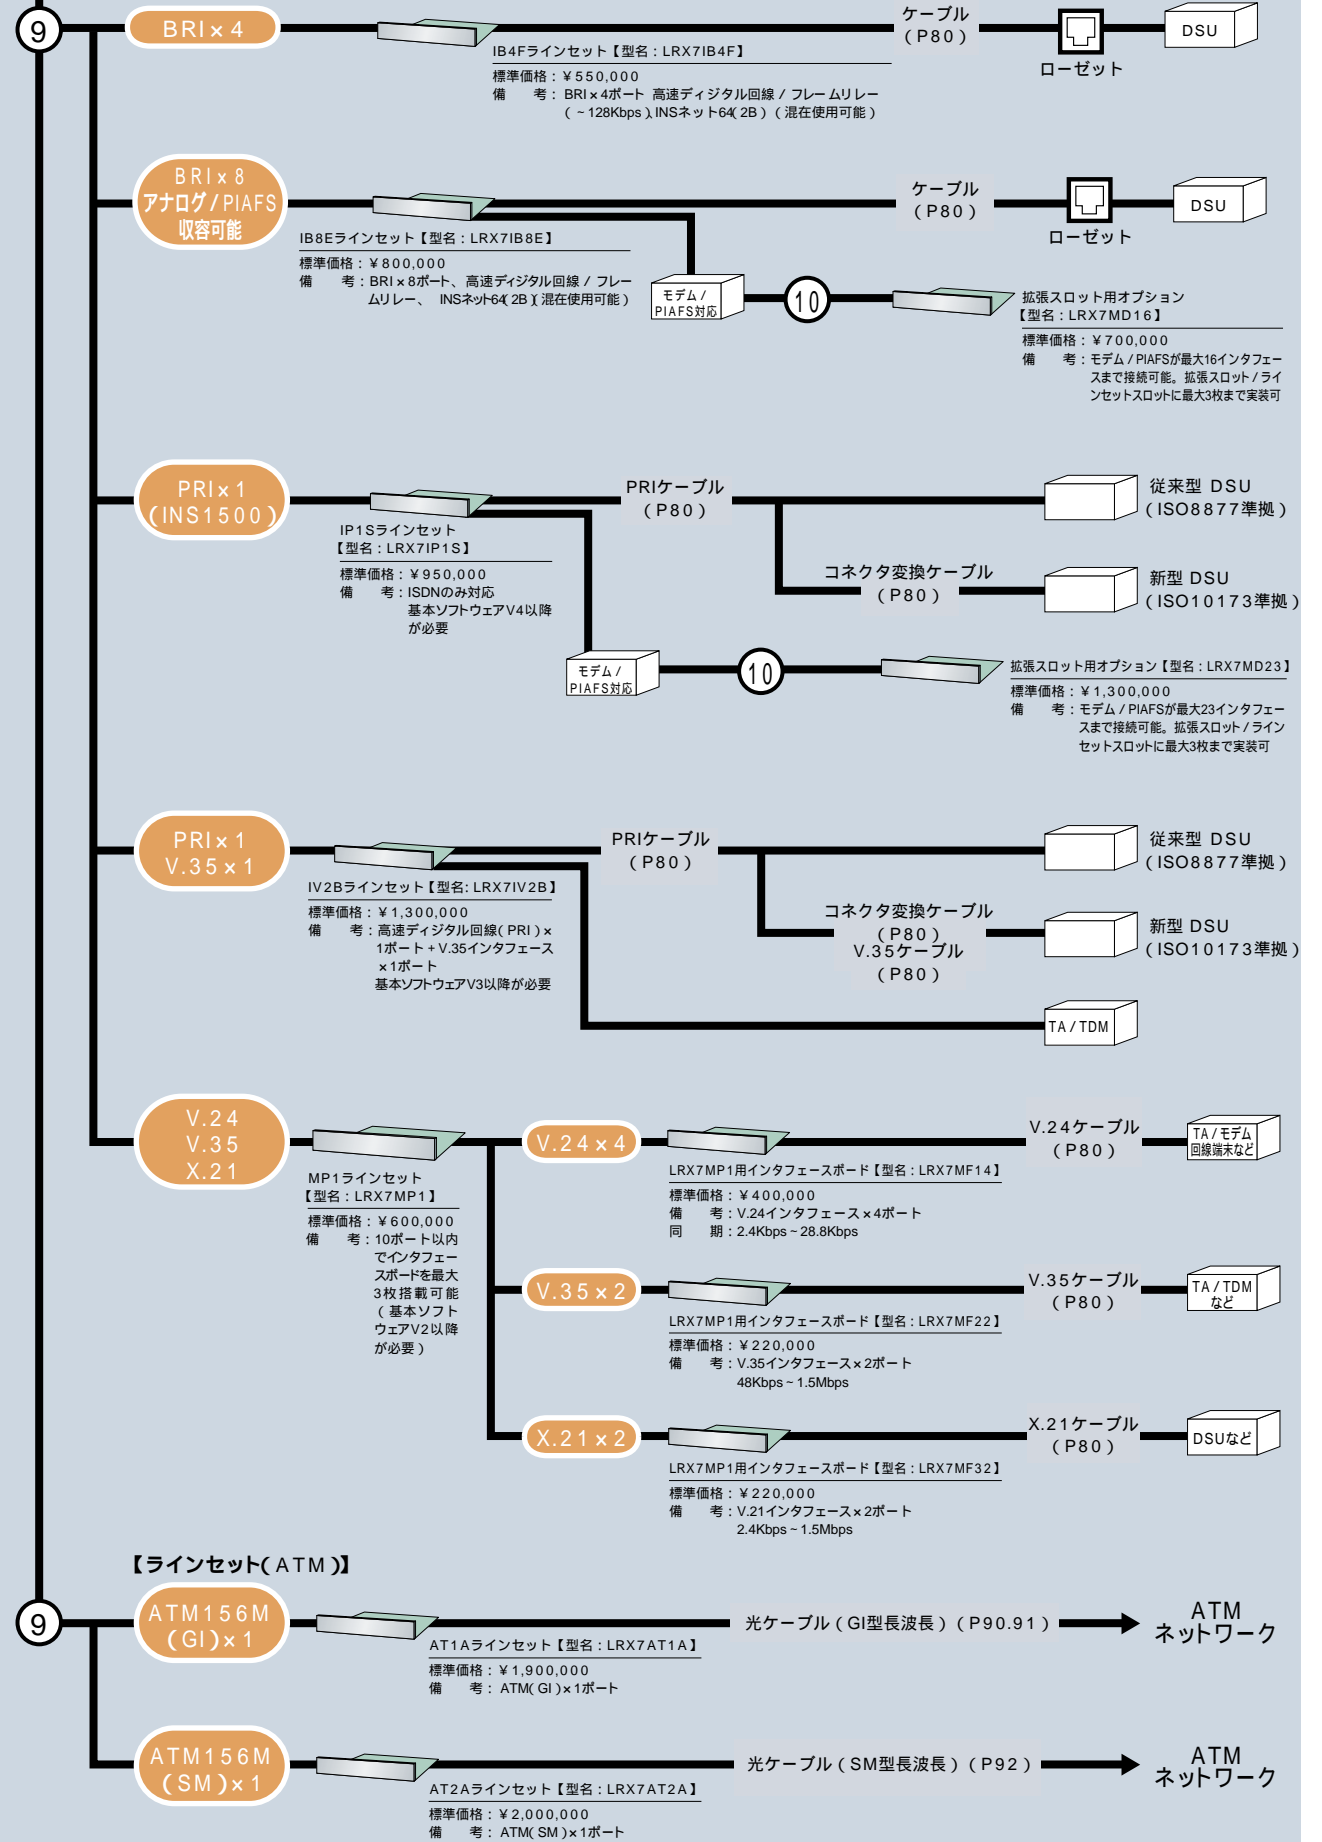 9
BRI×4
IB4Fラインセット【型名：LRX7IB4F】
標準価格：￥550,000
備　考：BRI×4ポート 高速ディジタル回線／フレームリレー
（～128Kbps）、INSネット64（2B）（混在使用可能）
ケーブル
（P80）
ローゼット
DSU
BRI×8
アナログ/PIAFS
収容可能
IB8Eラインセット【型名：LRX7IB8E】
標準価格：￥800,000
備　考：BRI×8ポート、高速ディジタル回線／フレー
ムリレー、 INSネット64（2B）（混在使用可能）
ケーブル
（P80）
ローゼット
DSU
モデム／
PIAFS対応
10
拡張スロット用オプション
【型名：LRX7MD16】
標準価格：￥700,000
備　考：モデム／PIAFSが最大16インタフェー
スまで接続可能。拡張スロット／ライ
ンセットスロットに最大3枚まで実装可
PRI×1
（INS1500）
IP1Sラインセット
【型名：LRX7IP1S】
標準価格：￥950,000
備　考：ISDNのみ対応
基本ソフトウェアV4以降
が必要
PRIケーブル
（P80）
従来型 DSU
（ISO8877準拠）
コネクタ変換ケーブル
（P80）
新型 DSU
（ISO10173準拠）
モデム／
PIAFS対応
10
拡張スロット用オプション【型名：LRX7MD23】
標準価格：￥1,300,000
備　考：モデム／PIAFSが最大23インタフェー
スまで接続可能。拡張スロット／ライン
セットスロットに最大3枚まで実装可
PRI×1
V.35×1
IV2Bラインセット【型名：LRX7IV2B】
標準価格：￥1,300,000
備　考：高速ディジタル回線（PRI）×
1ポート＋V.35インタフェース
×1ポート
基本ソフトウェアV3以降が必要
PRIケーブル
（P80）
従来型 DSU
（ISO8877準拠）
コネクタ変換ケーブル
（P80）
V.35ケーブル
（P80）
新型 DSU
（ISO10173準拠）
TA／TDM
V.24
V.35
X.21
MP1ラインセット
【型名：LRX7MP1】
標準価格：￥600,000
備　考：10ポート以内
でインタフェー
スボードを最大
3枚搭載可能
（基本ソフト
ウェアV2以降
が必要）
V.24×4
LRX7MP1用インタフェースボード【型名：LRX7MF14】
標準価格：￥400,000
備　考：V.24インタフェース×4ポート
同　期：2.4Kbps～28.8Kbps
V.24ケーブル
（P80）
TA／モデム
回線端末など
V.35×2
LRX7MP1用インタフェースボード【型名：LRX7MF22】
標準価格：￥220,000
備　考：V.35インタフェース×2ポート
48Kbps～1.5Mbps
V.35ケーブル
（P80）
TA／TDM
など
X.21×2
LRX7MP1用インタフェースボード【型名：LRX7MF32】
標準価格：￥220,000
備　考：V.21インタフェース×2ポート
2.4Kbps～1.5Mbps
X.21ケーブル
（P80）
DSUなど
【ラインセット（ATM）】
9
ATM156M
（GI）×1
AT1Aラインセット【型名：LRX7AT1A】
標準価格：￥1,900,000
備　考：ATM（GI）×1ポート
光ケーブル（GI型長波長）（P90.91）
ATM
ネットワーク
ATM156M
（SM）×1
AT2Aラインセット【型名：LRX7AT2A】
標準価格：￥2,000,000
備　考：ATM（SM）×1ポート
光ケーブル（SM型長波長）（P92）
ATM
ネットワーク